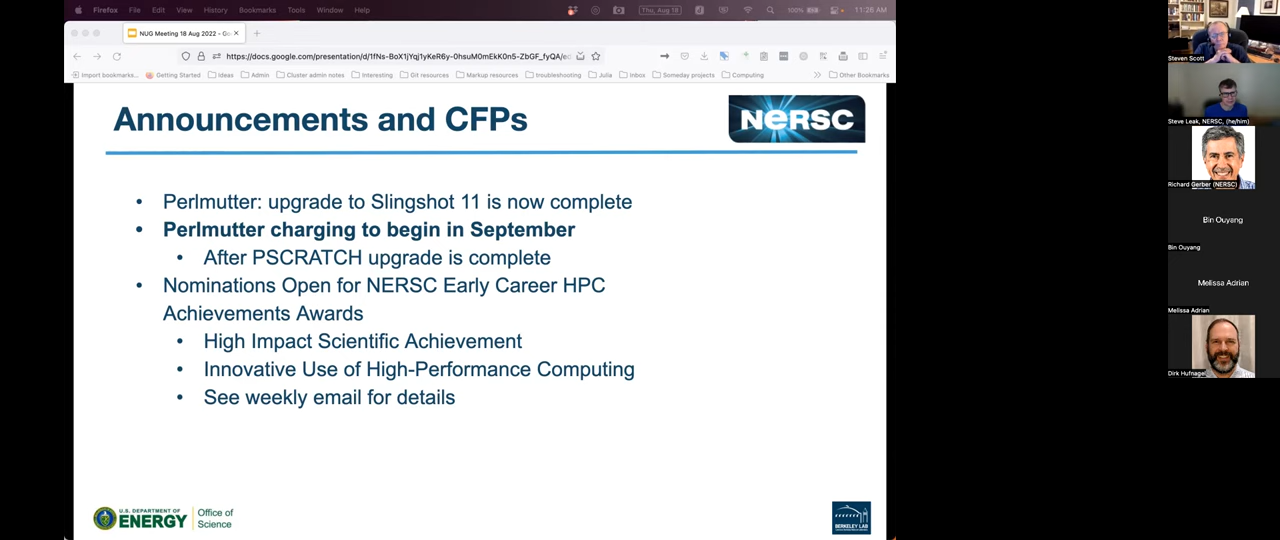 Firefox File Edit View History Bookmarks Tools Window Help
Thu, Aug 18
100%
11:26 AM
NUG Meeting 18 Aug 2022 - G
https://docs.google.com/presentation/d/1fNs-BoX1jYqj1yKeR6y-0hsuM0mEkK0n5-ZbGF_fyQA/e
Import bookmarks... Getting Started Ideas Admin Cluster admin notes Interesting Git resources Markup resources troubleshooting Julia Inbox Someday projects Computing Other Bookmarks
Announcements and CFPs
NERSC
• Perlmutter: upgrade to Slingshot 11 is now complete
• Perlmutter charging to begin in September
• After PSCRATCH upgrade is complete
• Nominations Open for NERSC Early Career HPC
Achievements Awards
• High Impact Scientific Achievement
• Innovative Use of High-Performance Computing
• See weekly email for details
U.S. DEPARTMENT OF
ENERGY
Office of
Science
BERKELEY LAB
Steven Scott
Steve Leak, NERSC, (he/him)
Richard Gerber (NERSC)
Bin Ouyang
Bin Ouyang
Melissa Adrian
Melissa Adrian
Dirk Hufnagel